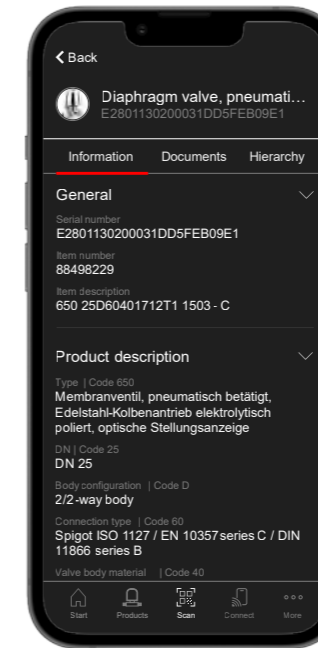 Back
Diaphragm valve, pneumati...
E2801130200031DD5FEB09E1
Information Documents Hierarchy
General
Serial number
E2801130200031DD5FEB09E1
Item number
88498229
Item description
650 25D60401712T1 1503 - C
Product description
Type | Code 650
Membranventil, pneumatisch betätigt,
Edelstahl-Kolbenantrieb elektrolytisch
poliert, optische Stellungsanzeige
DN | Code 25
DN 25
Body configuration | Code D
2/2-way body
Connection type | Code 60
Spigot ISO 1127 / EN 10357 series C / DIN
11866 series B
Valve body material | Code 40
Start Products Scan Connect More